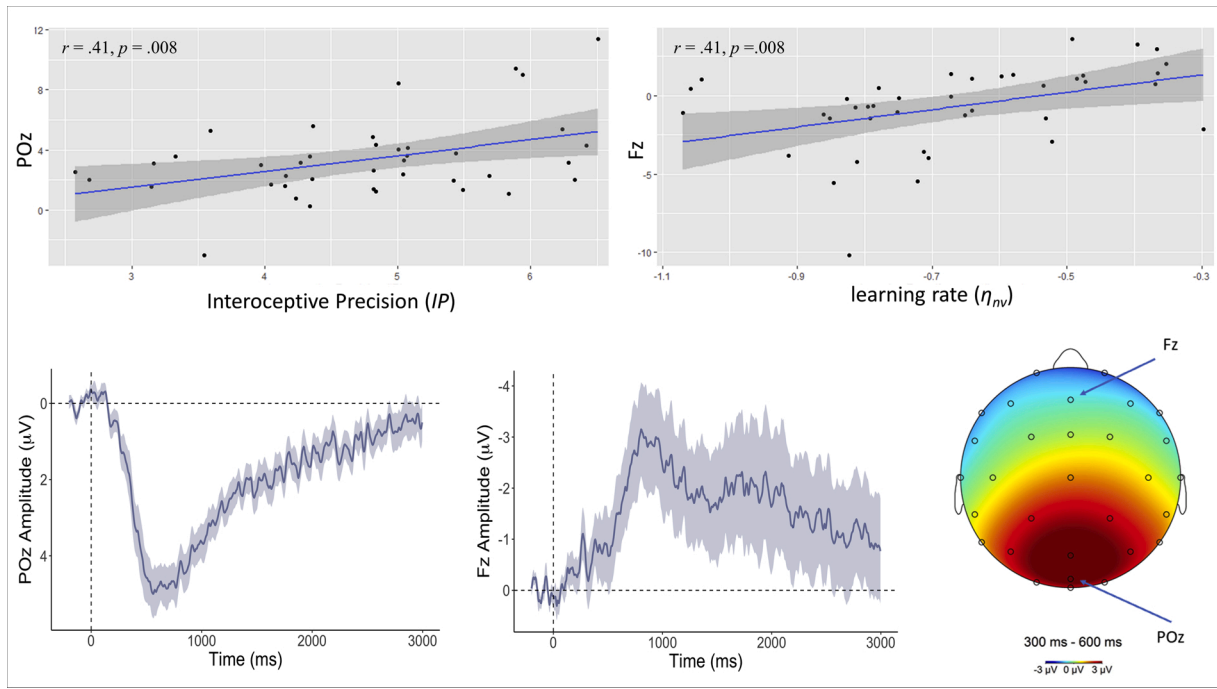 r = .41, p =.008
12
8
4
0
POz
3
4
5
6
Interoceptive Precision (IP)
r = .41, p =.008
0
-5
-10
Fz
-1.1
-0.9
-0.7
-0.5
-0.3
learning rate (ηnv)
0
2
4
POz Amplitude (μV)
0
1000
2000
3000
Time (ms)
-4
-3
-2
-1
0
Fz Amplitude (μV)
0
1000
2000
3000
Time (ms)
Fz
POz
300 ms - 600 ms
-3 μV 0 μV 3 μV